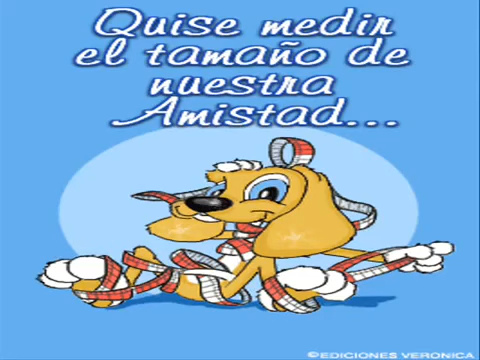 Quise medir
el tamaño de
nuestra
Amistad...
©EDICIONES VERONICA